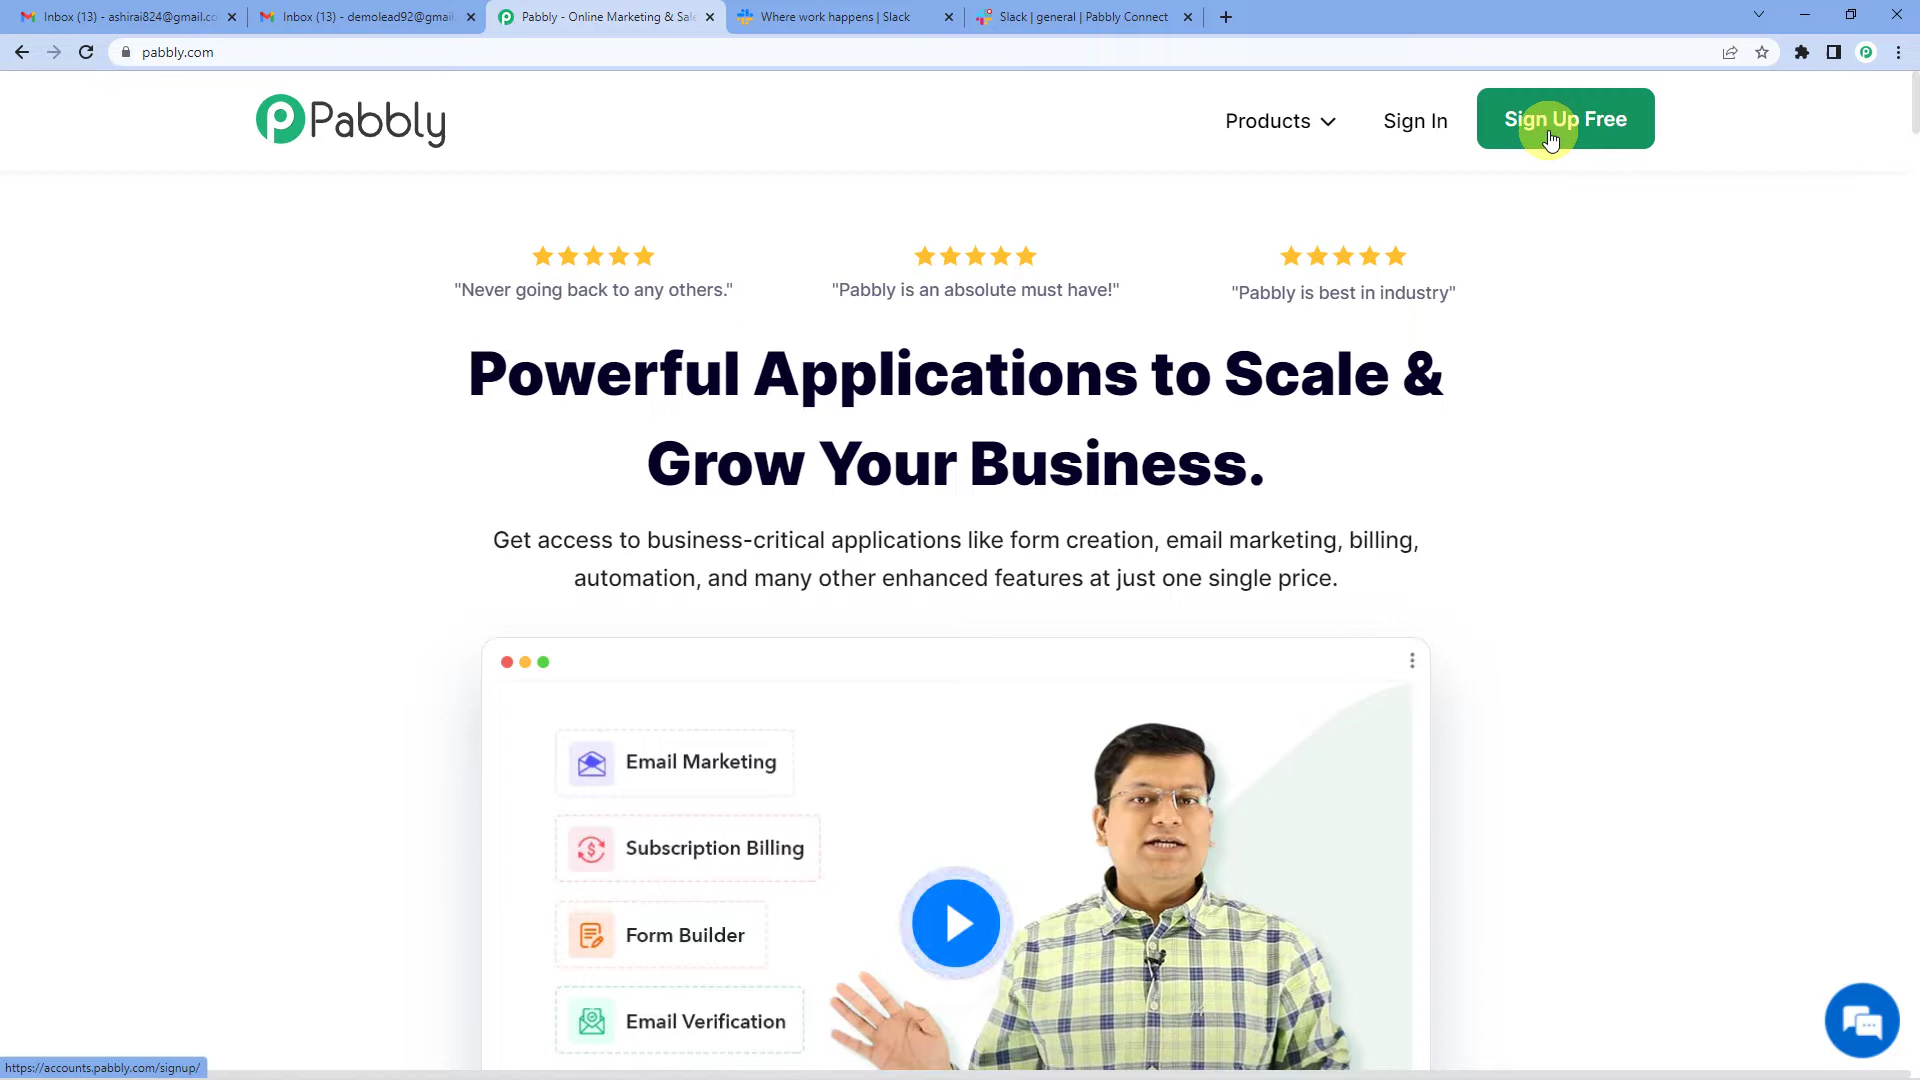 Inbox (13) - ashirai824@gmail.co
Inbox (13) - demolead92@gmail.
Pabbly - Online Marketing & Sale
Where work happens | Slack
Slack | general | Pabbly Connect
pabbly.com
Pabbly
Products
Sign In
Sign Up Free
"Never going back to any others."
"Pabbly is an absolute must have!"
"Pabbly is best in industry"
Powerful Applications to Scale &
Grow Your Business.
Get access to business-critical applications like form creation, email marketing, billing,
automation, and many other enhanced features at just one single price.
Email Marketing
Subscription Billing
Form Builder
Email Verification
https://accounts.pabbly.com/signup/